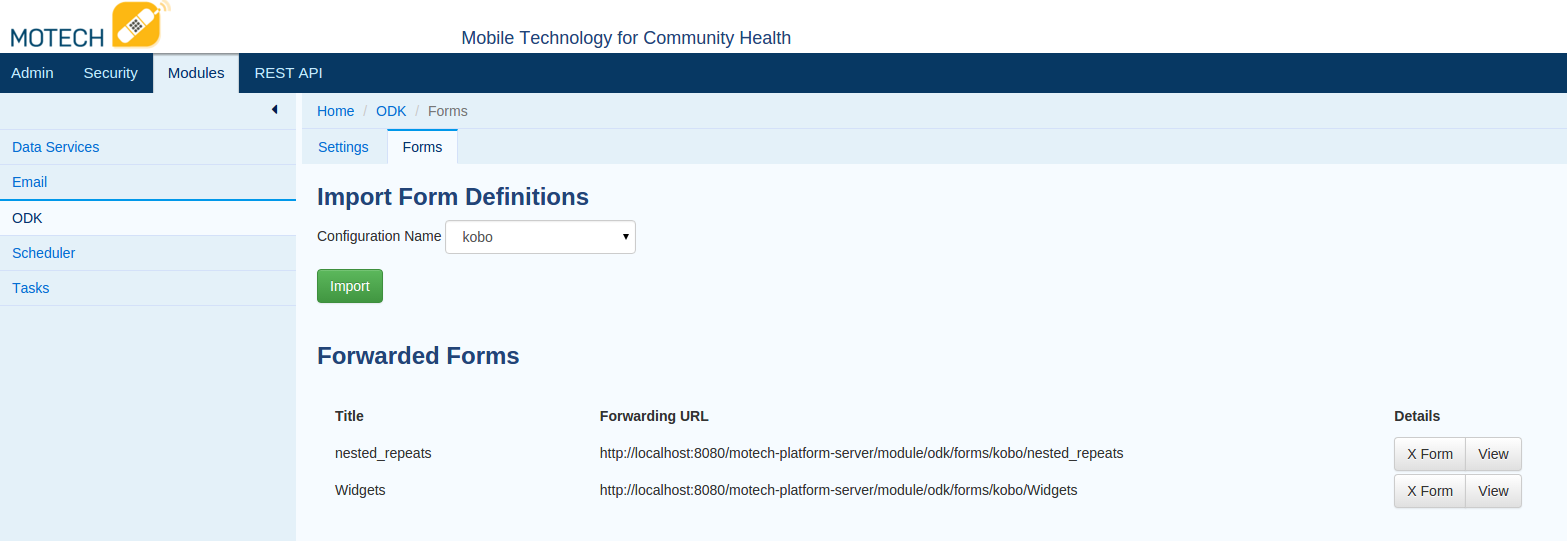 MOTECH
Mobile Technology for Community Health
Admin Security Modules REST API
Home / ODK / Forms
Data Services
Email
ODK
Scheduler
Tasks
Settings Forms
Import Form Definitions
Configuration Name kobo
Import
Forwarded Forms
Title Forwarding URL Details
nested_repeats http://localhost:8080/motech-platform-server/module/odk/forms/kobo/nested_repeats X Form View
Widgets http://localhost:8080/motech-platform-server/module/odk/forms/kobo/Widgets X Form View